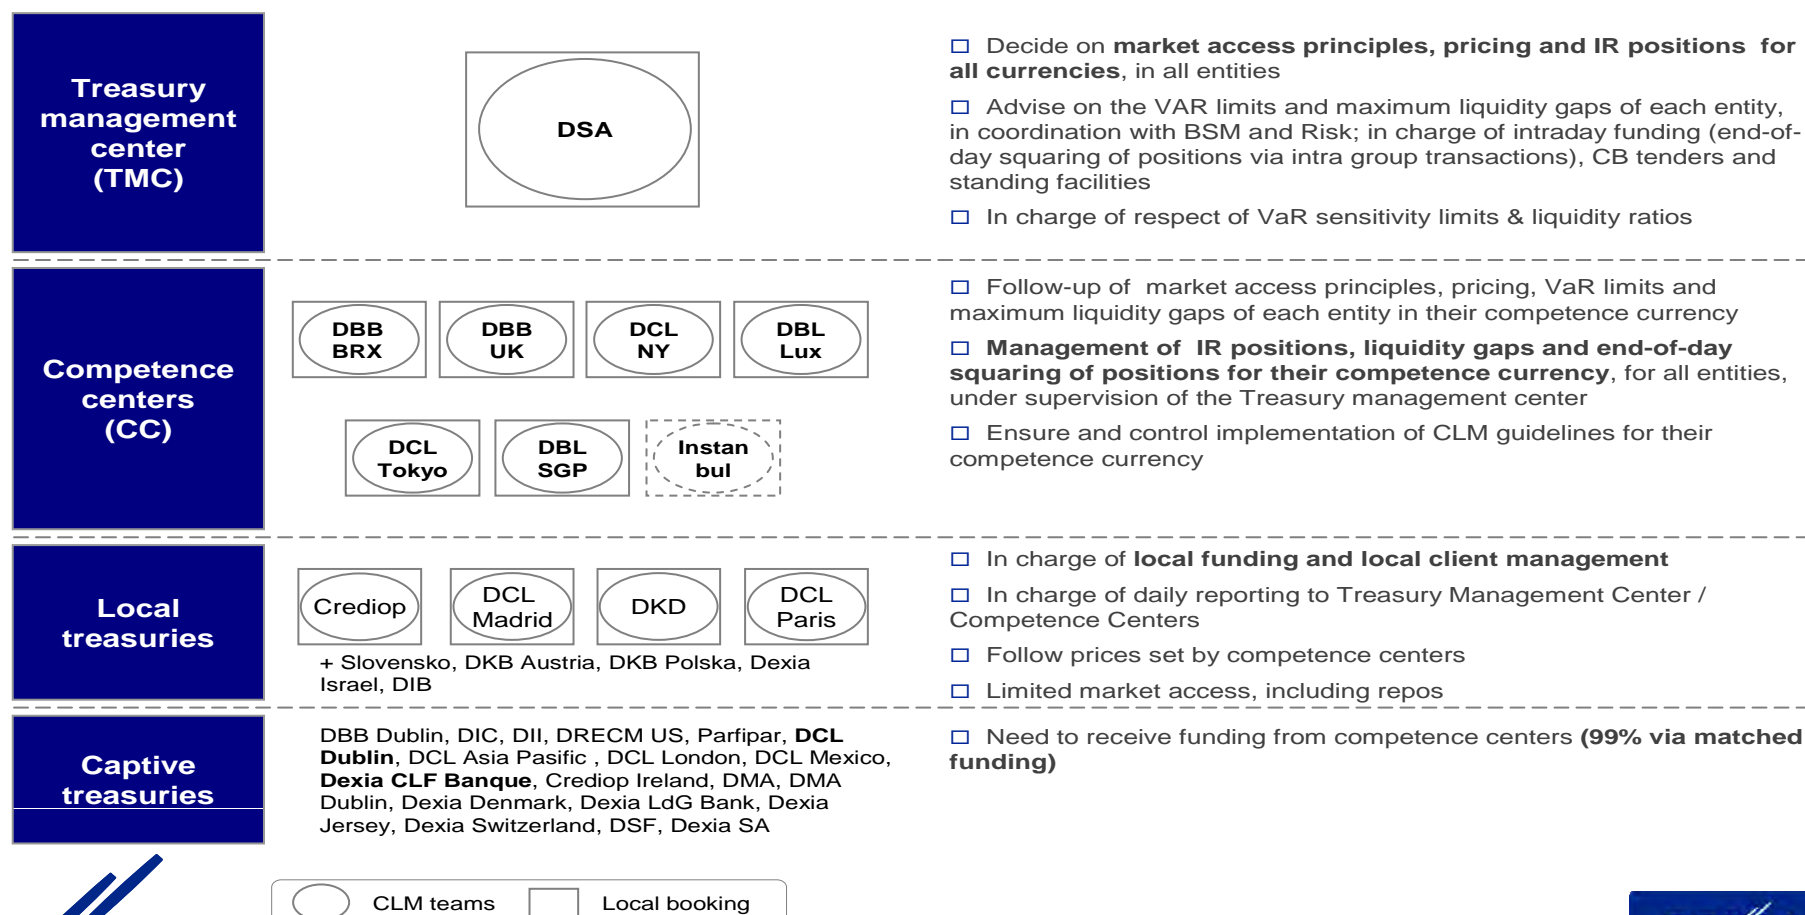 Treasury
management
center
(TMC)
DSA
□ Decide on market access principles, pricing and IR positions for
all currencies, in all entities
□ Advise on the VAR limits and maximum liquidity gaps of each entity,
in coordination with BSM and Risk; in charge of intraday funding (end-of-
day squaring of positions via intra group transactions), CB tenders and
standing facilities
□ In charge of respect of VaR sensitivity limits & liquidity ratios
Competence
centers
(CC)
DBB
BRX
DBB
UK
DCL
NY
DBL
Lux
DCL
Tokyo
DBL
SGP
Instan
bul
□ Follow-up of market access principles, pricing, VaR limits and
maximum liquidity gaps of each entity in their competence currency
□ Management of IR positions, liquidity gaps and end-of-day
squaring of positions for their competence currency, for all entities,
under supervision of the Treasury management center
□ Ensure and control implementation of CLM guidelines for their
competence currency
Local
treasuries
Crediop
DCL
Madrid
DKD
DCL
Paris
+ Slovensko, DKB Austria, DKB Polska, Dexia
Israel, DIB
□ In charge of local funding and local client management
□ In charge of daily reporting to Treasury Management Center /
Competence Centers
□ Follow prices set by competence centers
□ Limited market access, including repos
Captive
treasuries
DBB Dublin, DIC, DII, DRECM US, Parfipar, DCL
Dublin, DCL Asia Pasific , DCL London, DCL Mexico,
Dexia CLF Banque, Crediop Ireland, DMA, DMA
Dublin, Dexia Denmark, Dexia LdG Bank, Dexia
Jersey, Dexia Switzerland, DSF, Dexia SA
□ Need to receive funding from competence centers (99% via matched
funding)
CLM teams
Local booking